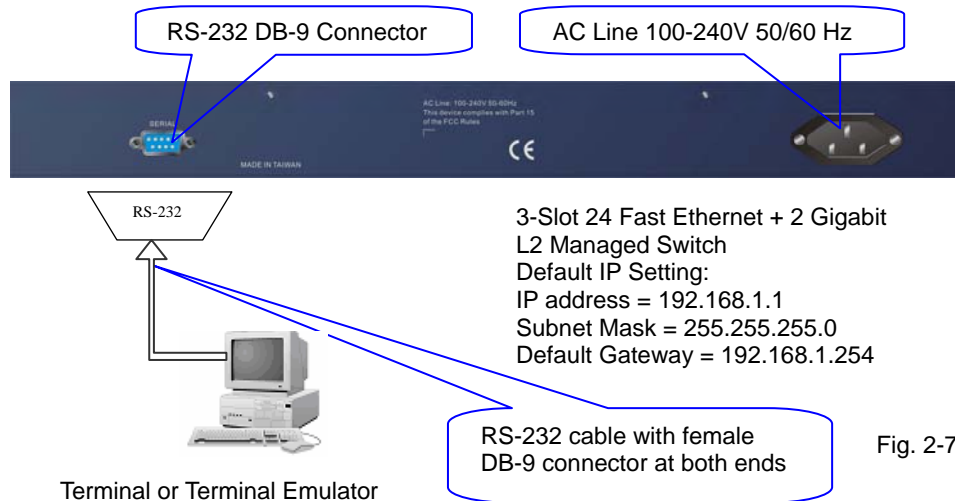 RS-232 DB-9 Connector
AC Line 100-240V 50/60 Hz
SERIAL
AC Line: 100-240V 50-60Hz
This device complies with Part 15
of the FCC Rules
CE
MADE IN TAIWAN
RS-232
3-Slot 24 Fast Ethernet + 2 Gigabit
L2 Managed Switch
Default IP Setting:
IP address = 192.168.1.1
Subnet Mask = 255.255.255.0
Default Gateway = 192.168.1.254
RS-232 cable with female
DB-9 connector at both ends
Fig. 2-7
Terminal or Terminal Emulator